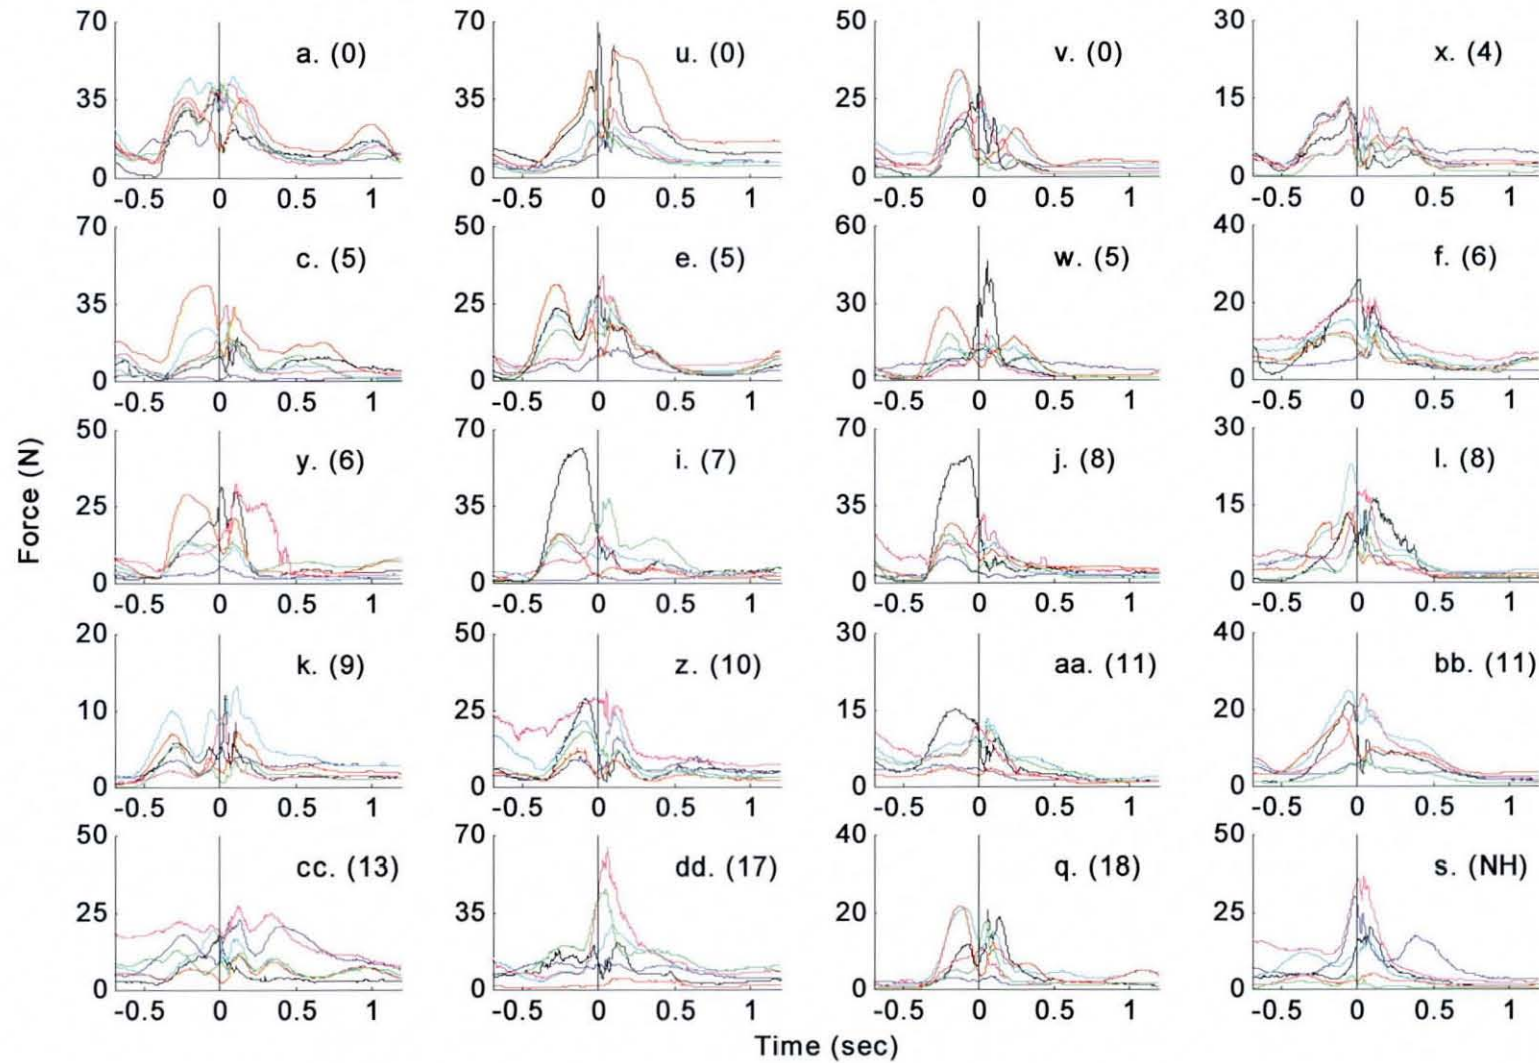 Force (N)
70 35 0 -0.5 0 0.5 1 a. (0)
70 35 0 -0.5 0 0.5 1 u. (0)
50 25 0 -0.5 0 0.5 1 v. (0)
30 15 0 -0.5 0 0.5 1 x. (4)
70 35 0 -0.5 0 0.5 1 c. (5)
50 25 0 -0.5 0 0.5 1 e. (5)
60 30 0 -0.5 0 0.5 1 w. (5)
40 20 0 -0.5 0 0.5 1 f. (6)
50 25 0 -0.5 0 0.5 1 y. (6)
70 35 0 -0.5 0 0.5 1 i. (7)
70 35 0 -0.5 0 0.5 1 j. (8)
30 15 0 -0.5 0 0.5 1 l. (8)
20 10 0 -0.5 0 0.5 1 k. (9)
50 25 0 -0.5 0 0.5 1 z. (10)
30 15 0 -0.5 0 0.5 1 aa. (11)
40 20 0 -0.5 0 0.5 1 bb. (11)
50 25 0 -0.5 0 0.5 1 cc. (13)
70 35 0 -0.5 0 0.5 1 dd. (17)
40 20 0 -0.5 0 0.5 1 q. (18)
50 25 0 -0.5 0 0.5 1 s. (NH)
Time (sec)